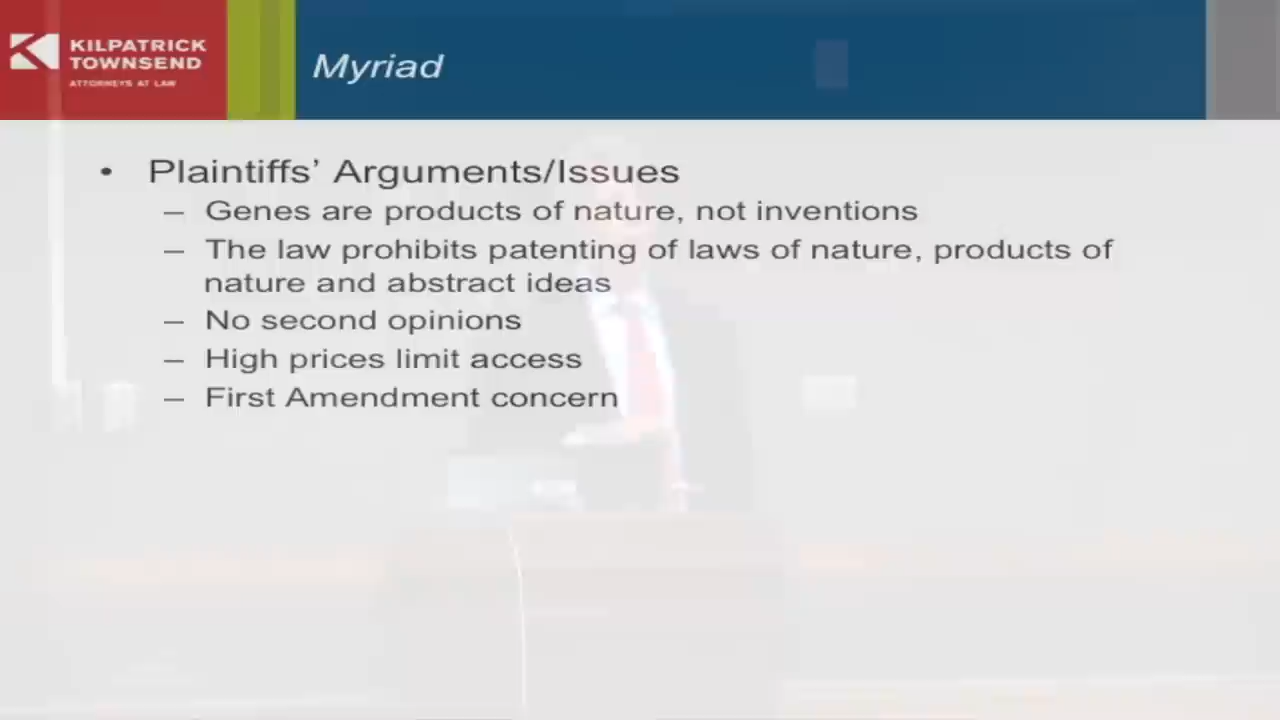 KILPATRICK
TOWNSEND
ATTORNEYS AT LAW
Myriad
• Plaintiffs’ Arguments/Issues
– Genes are products of nature, not inventions
– The law prohibits patenting of laws of nature, products of
nature and abstract ideas
– No second opinions
– High prices limit access
– First Amendment concern